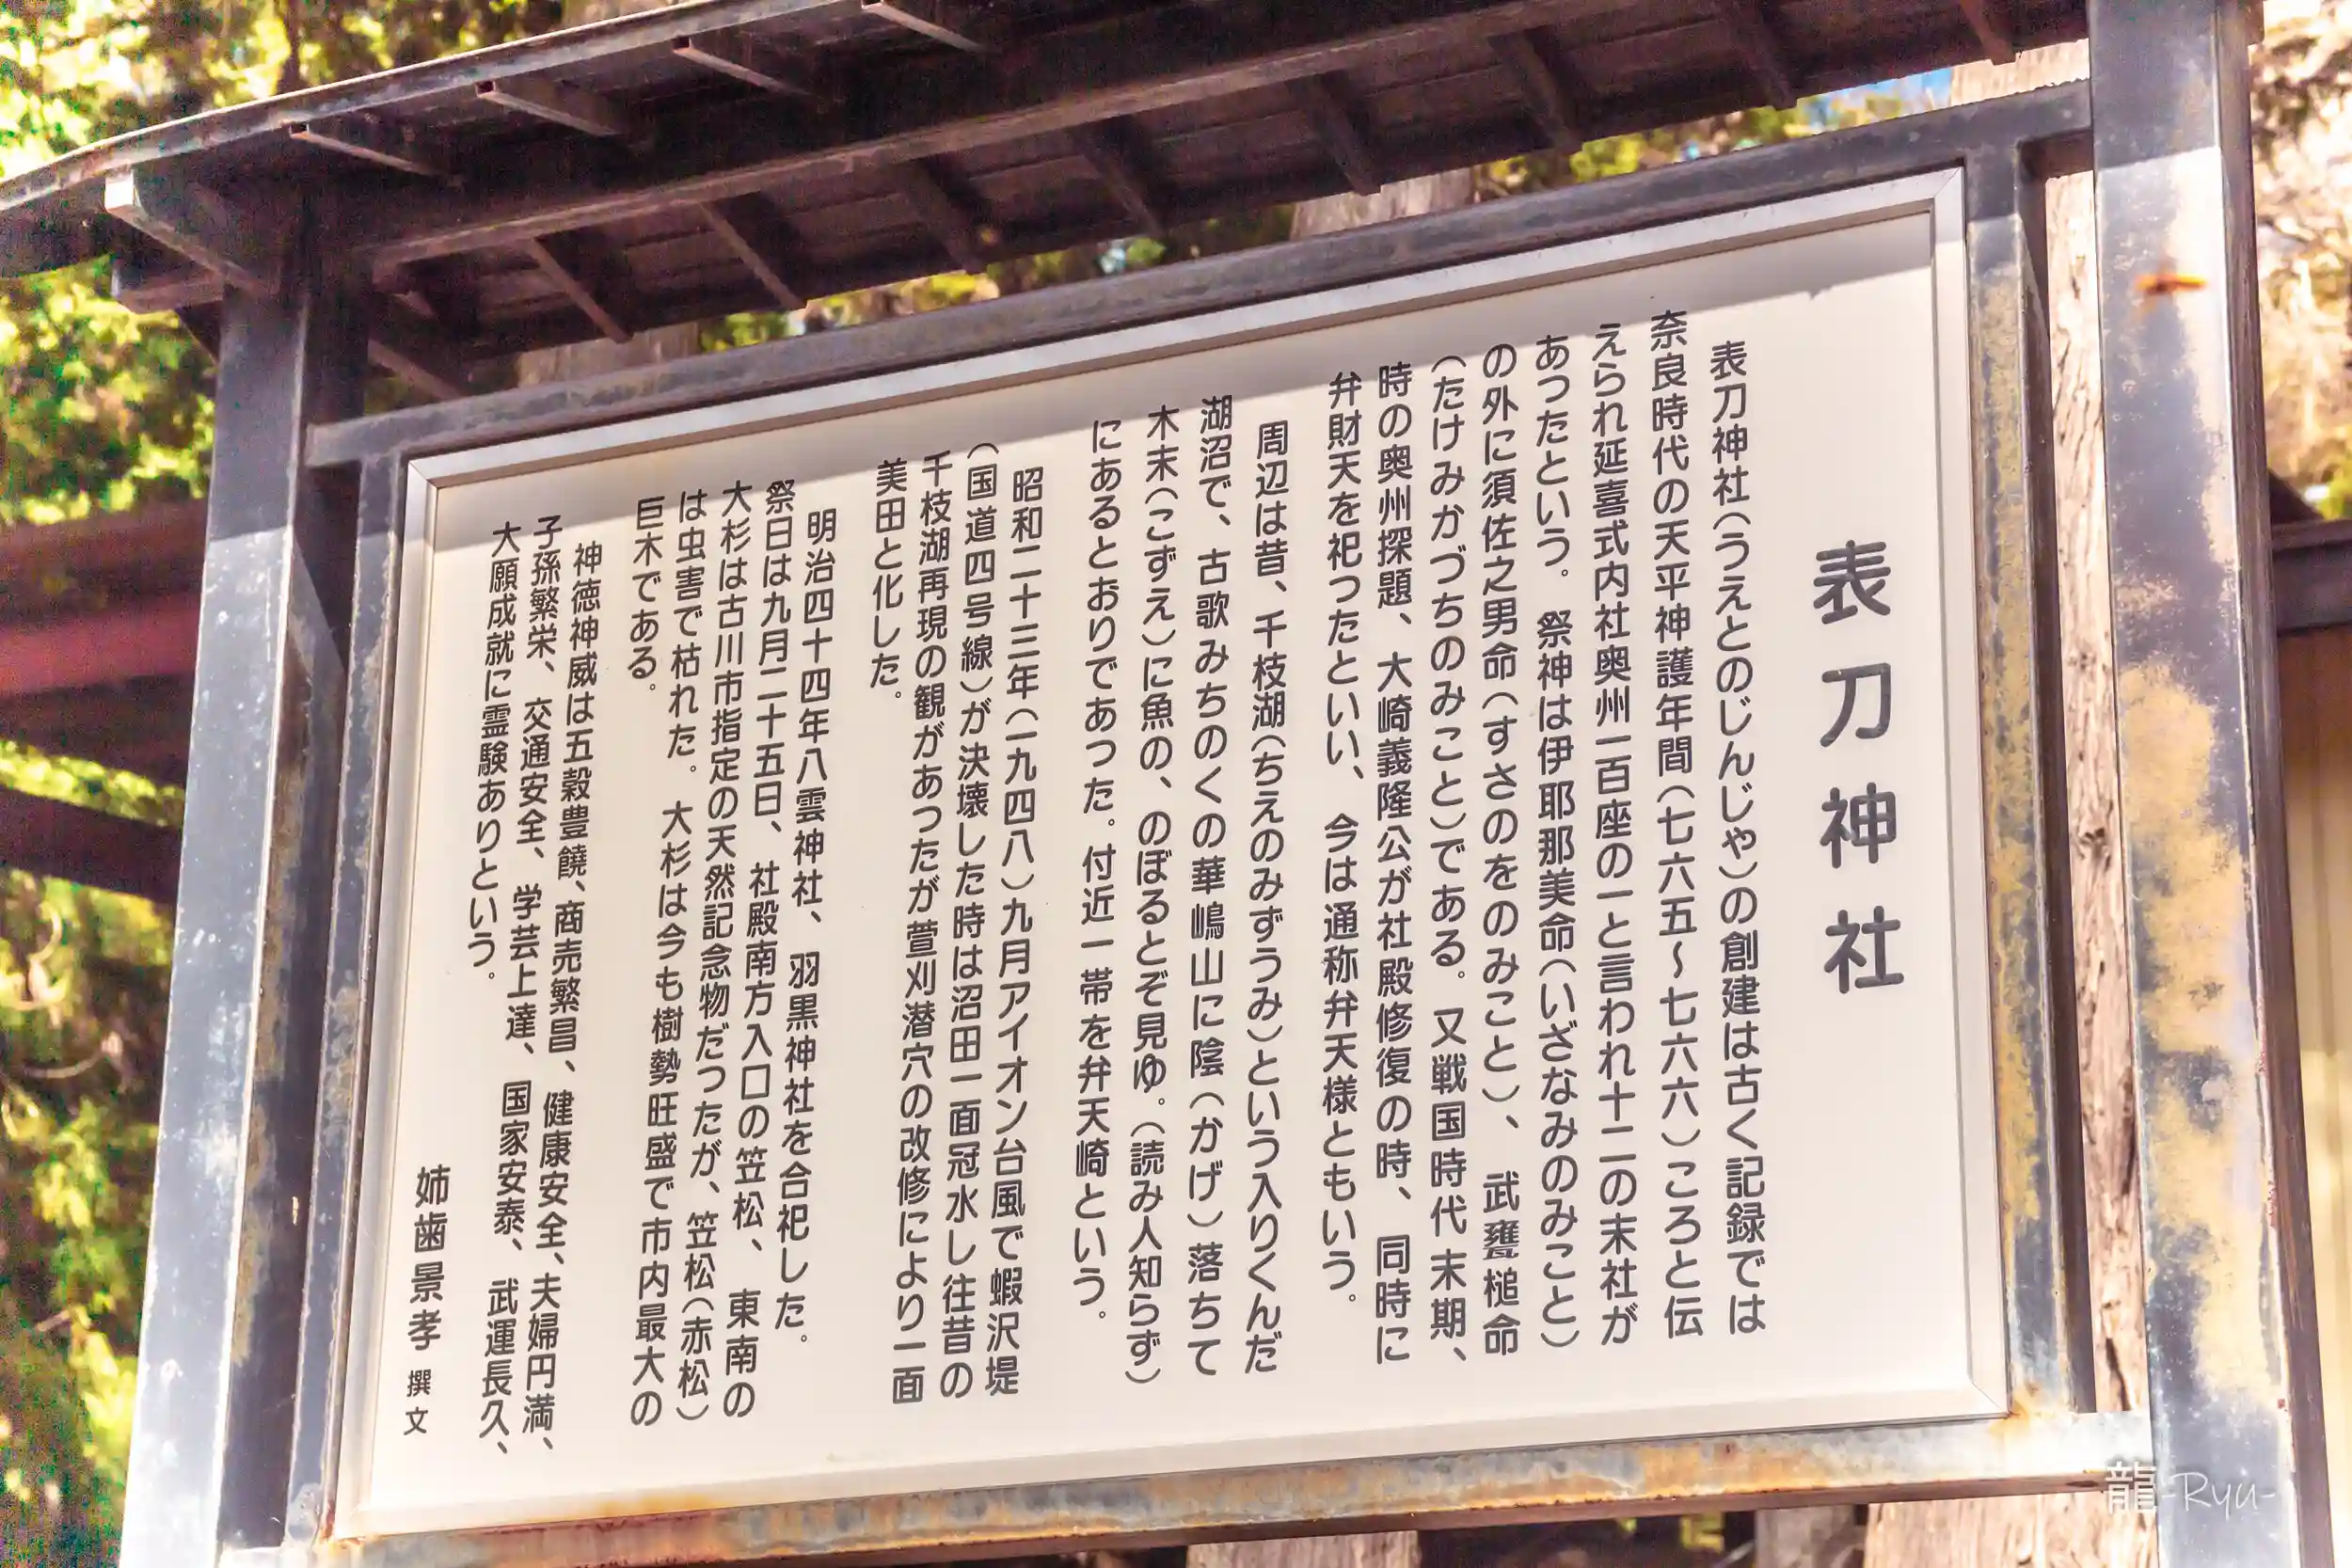 表刀神社
表刀神社（うえとのじんじゃ）の創建は古く記録では
奈良時代の天平神護年間（七六五～七六六）ころと伝
えられ延喜式内社奥州一百座の一と言われ十二の末社が
あったという。祭神は伊耶那美命（いざなみのみこと）
の外に須佐之男命（すさのをのみこと）、武甕槌命
（たけみかづちのみこと）である。又戦国時代末期、
時の奥州探題、大崎義隆公が社殿修復の時、同時に
弁財天を祀ったといい、今は通称弁天様ともいう。
周辺は昔、千枝湖（ちえのみずうみ）という入りくんだ
湖沼で、古歌みちのくの華嶋山に陰（かげ）落ちて
木末（こずえ）に魚の、のぼるとぞ見ゆ。（読み人知らず）
にあるとおりであった。付近一帯を弁天崎という。
昭和二十三年（一九四八）九月アイオン台風で蝦沢堤
（国道四号線）が決壊した時は沼田一面冠水し往昔の
千枝湖再現の観があったが萱刈潜穴の改修により一面
美田と化した。
明治四十四年八雲神社、羽黒神社を合祀した。
祭日は九月二十五日、社殿南方入口の笠松、東南の
大杉は古川市指定の天然記念物だったが、笠松（赤松）
は虫害で枯れた。大杉は今も樹勢旺盛で市内最大の
巨木である。
神徳神威は五穀豊饒、商売繁昌、健康安全、夫婦円満、
子孫繁栄、交通安全、学芸上達、国家安泰、武運長久、
大願成就に霊験ありという。
姉歯景孝 撰文
龍-Ryu-